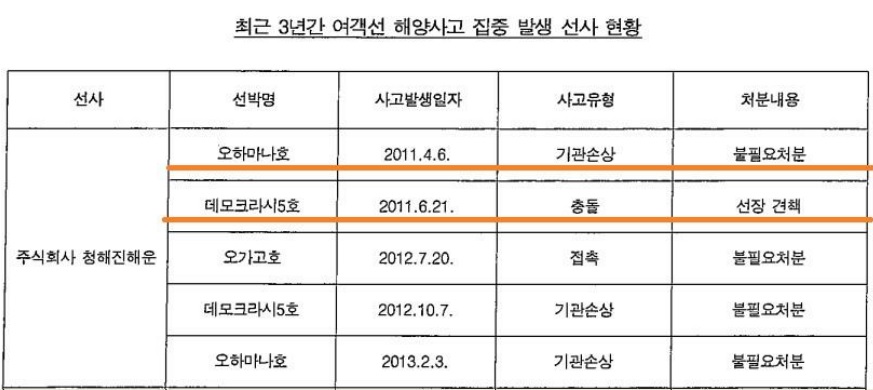 최근 3년간 여객선 해양사고 집중 발생 선사 현황
선사 선박명 사고발생일자 사고유형 처분내용
오하마나호 2011.4.6. 기관손상 불필요처분
데모크라시5호 2011.6.21. 충돌 선장 견책
주식회사 청해진해운 오가고호 2012.7.20. 접촉 불필요처분
데모크라시5호 2012.10.7. 기관손상 불필요처분
오하마나호 2013.2.3. 기관손상 불필요처분